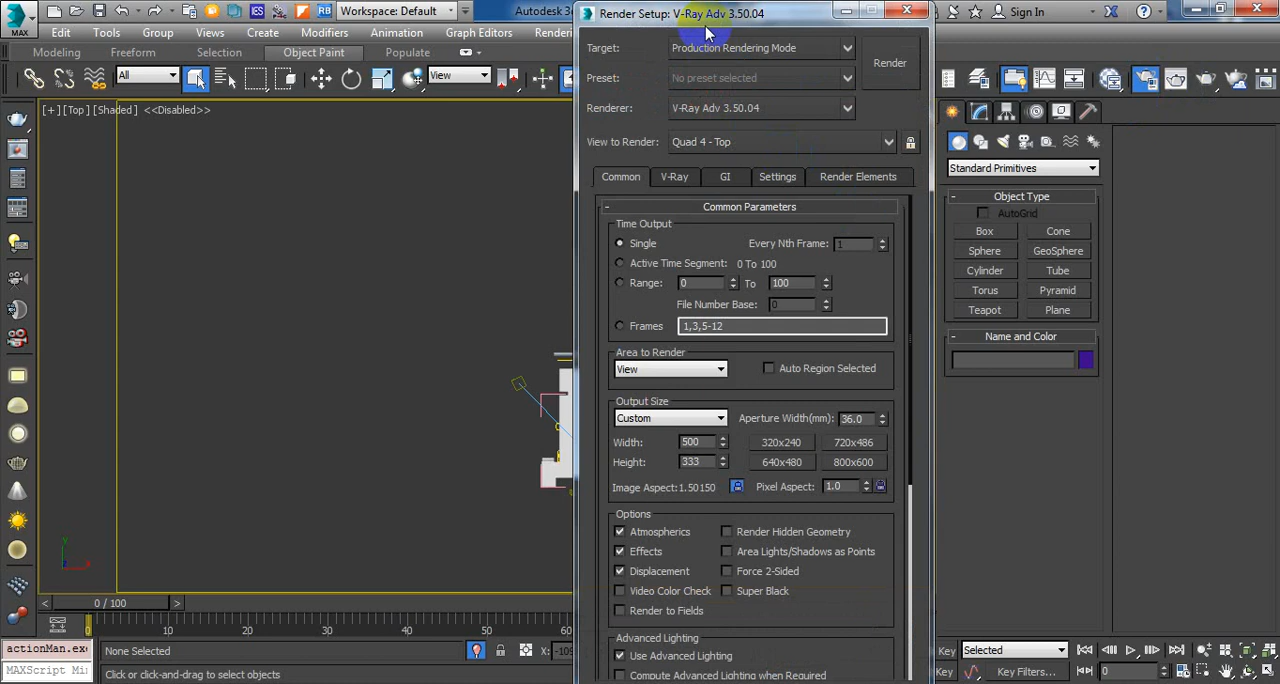 MAX
Workspace: Default
Autodesk 3d
Render Setup: V-Ray Adv 3.50.04
Sign In
Edit Tools Group Views Create Modifiers Animation Graph Editors
Modeling Freeform Selection Object Paint Populate
All
View
[+] [Top] [Shaded] <<Disabled>>
Target: Production Rendering Mode
Render
Preset: No preset selected
Renderer: V-Ray Adv 3.50.04
View to Render: Quad 4 - Top
Common V-Ray GI Settings Render Elements
Common Parameters
Time Output
Single Every Nth Frame: 1
Active Time Segment: 0 To 100
Range: 0 To 100
File Number Base: 0
Frames 1,3,5-12
Area to Render
View Auto Region Selected
Output Size
Custom Aperture Width(mm): 36.0
Width: 500 320x240 720x486
Height: 333 640x480 800x600
Image Aspect: 1.50150 Pixel Aspect: 1.0
Options
Atmospherics Render Hidden Geometry
Effects Area Lights/Shadows as Points
Displacement Force 2-Sided
Video Color Check Super Black
Render to Fields
Advanced Lighting
Use Advanced Lighting
Compute Advanced Lighting when Required
Standard Primitives
Object Type
AutoGrid
Box Cone
Sphere GeoSphere
Cylinder Tube
Torus Pyramid
Teapot Plane
Name and Color
0 / 100
0 10 20 30 40 50
actionMan.exe
MAXScript Mi
None Selected
X:
Click or click-and-drag to select objects
Key Selected
Key Key Filters...
0